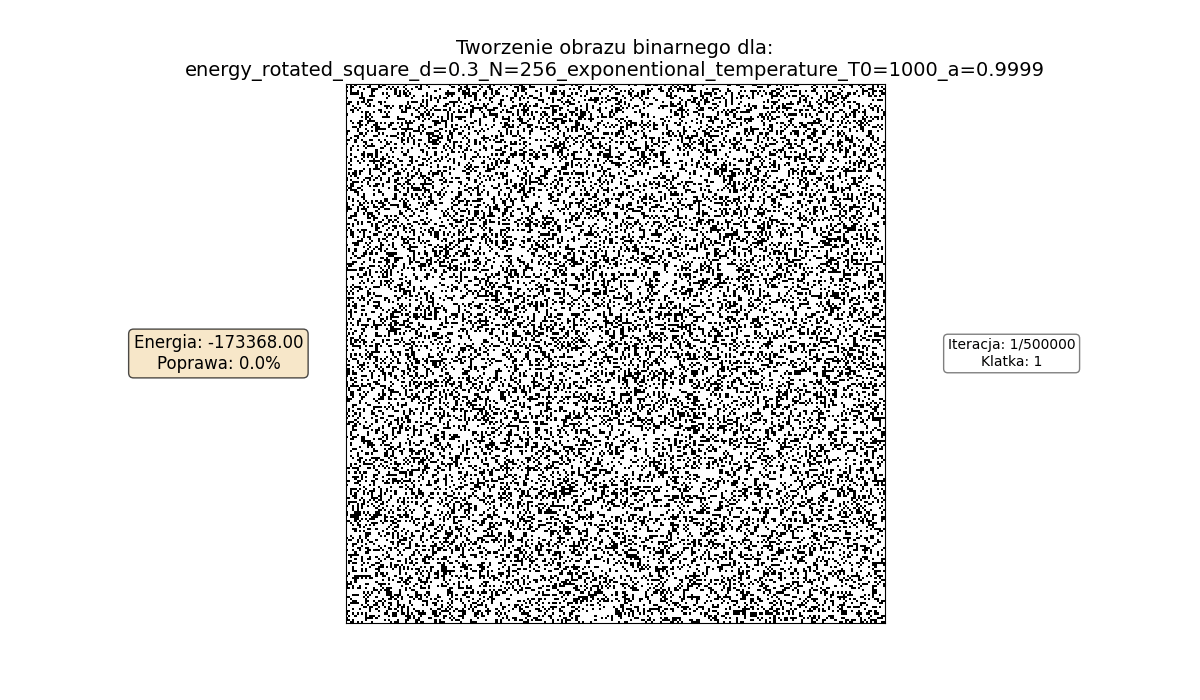 Tworzenie obrazu binarnego dla:
energy_rotated_square_d=0.3_N=256_exponentional_temperature_T0=1000_a=0.9999
Energia: -173368.00
Poprawa: 0.0%
Iteracja: 1/500000
Klatka: 1